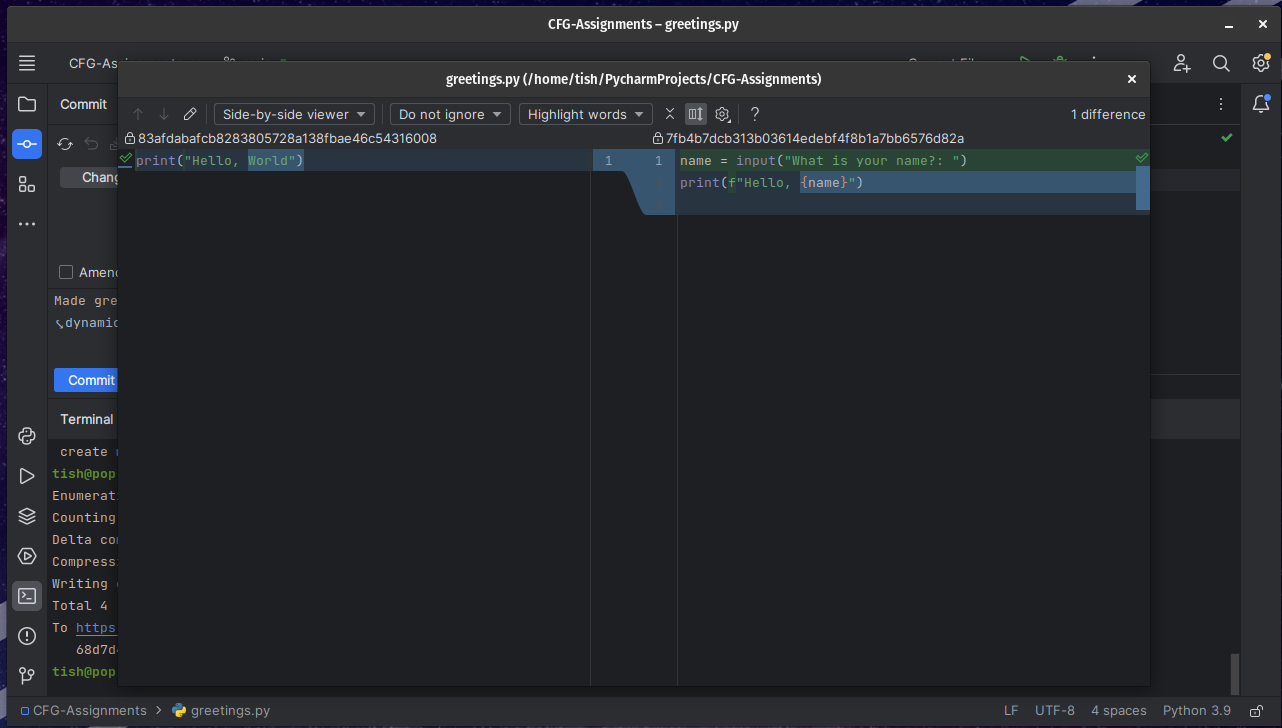 CFG-Assignments – greetings.py
greetings.py (/home/tish/PycharmProjects/CFG-Assignments)
Commit
Side-by-side viewer
Do not ignore
Highlight words
?
1 difference
83afdabafcb8283805728a138fbae46c54316008
7fb4b7dcb313b03614edebf4f8b1a7bb6576d82a
print("Hello, World")
1
1
name = input("What is your name?: ")
print(f"Hello, {name}")
Chang
Amend
Made gre
dynamic
Commit
Terminal
create
tish@pop
Enumerati
Counting
Delta co
Compress
Writing
Total 4
To https
68d7d
tish@pop
CFG-Assignments > greetings.py
LF UTF-8 4 spaces Python 3.9